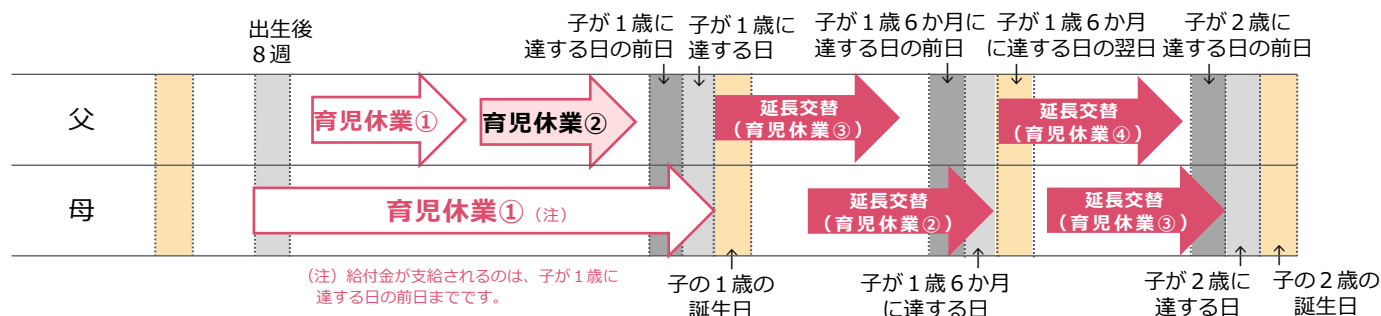 出生後
8週
子が1歳に
達する日の前日
子が1歳に
達する日
子が1歳6か月に
達する日の前日
子が1歳6か月
に達する日の翌日
子が2歳に
達する日の前日
父
育児休業①
育児休業②
延長交替
(育児休業③)
延長交替
(育児休業④)
母
育児休業①(注)
延長交替
(育児休業②)
延長交替
(育児休業③)
(注)給付金が支給されるのは、子が1歳に
達する日の前日までです。
子の1歳の
誕生日
子が1歳6か月
に達する日
子が2歳に
達する日
子の2歳の
誕生日